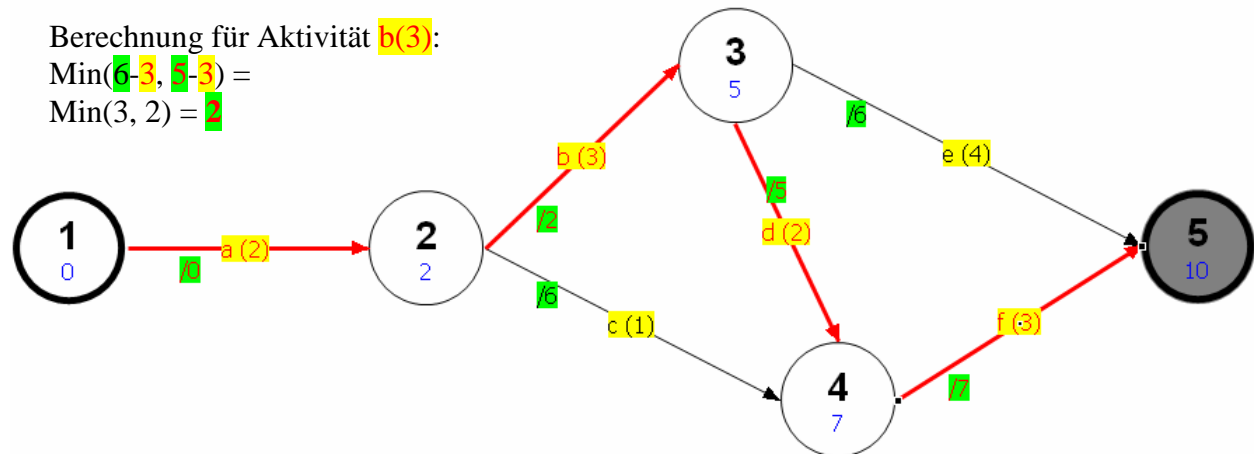 Berechnung für Aktivität b(3):
Min(6-3, 5-3) =
Min(3, 2) = 2
3
5
/6
e (4)
b (3)
/5
/2
d (2)
1
0
a (2)
/0
2
2
/6
c (1)
5
10
f (3)
/7
4
7